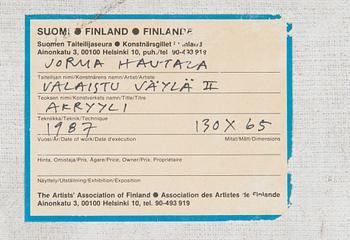 SUOMI ● FINLAND ● FINLANDE
Suomen Taiteilijaseura ● Konstnärsgillet Finland
Ainonkatu 3, 00100 Helsinki 10, puh./tel 90-493 919
JORMA HAUTALA
Taiteilijan nimi/Konstnärens namn/Artist/Artiste
VALAISTU VÄYLÄ II
Teoksen nimi/Konstverkets namn/Title/Titre
AKRYYLI
Tekniikka/Teknik/Technique
1987 130 X 65
Vuosi/År/Date of work/Date d'exécution Mitat/Mått/Dimensions
Hinta, Omistaja/Pris, Ägare/Price, Owner/Prix, Propriétaire
Näyttely/Utställning/Exhibition/Exposition
The Artists' Association of Finland ● Association des Artistes de Finlande
Ainonkatu 3, 00100 Helsinki 10, tel. 90-493 919